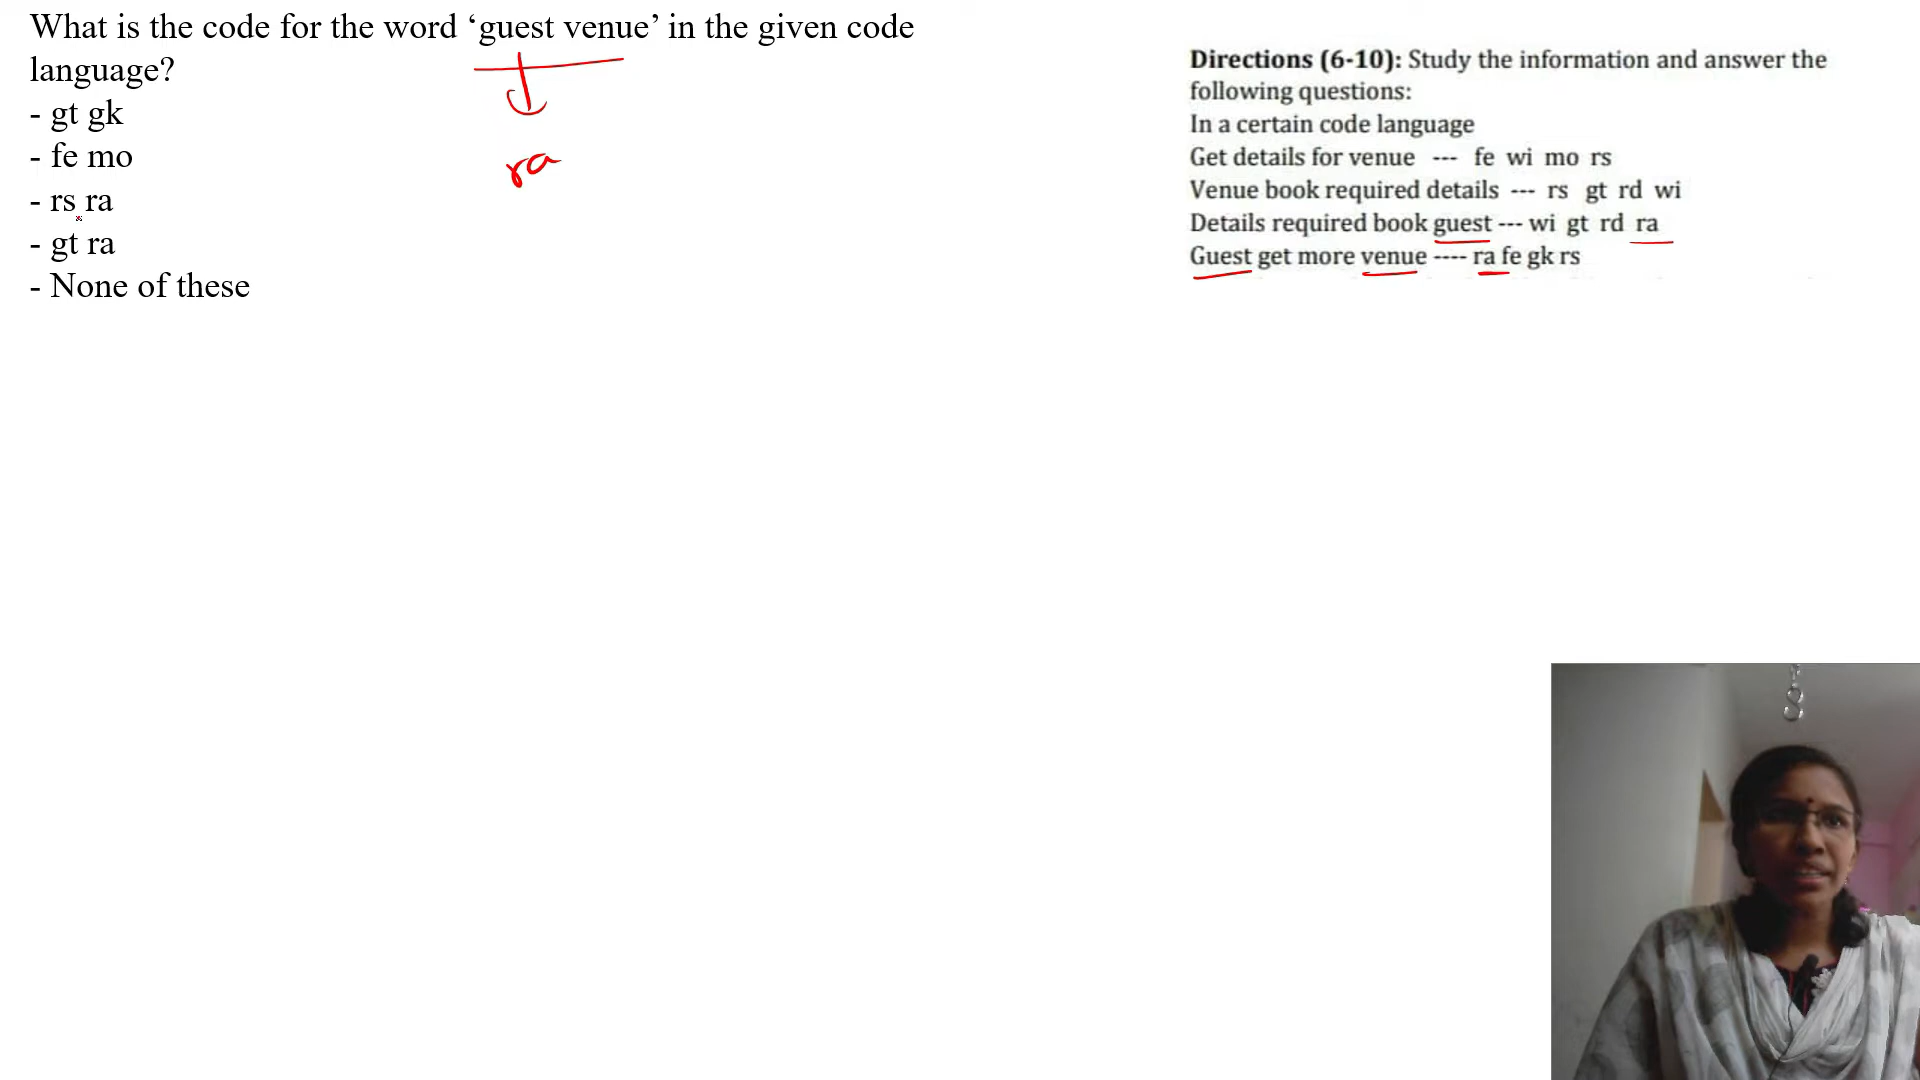 What is the code for the word ‘guest venue’ in the given code
language?
- gt gk
- fe mo
- rs ra
- gt ra
- None of these
ra
Directions (6-10): Study the information and answer the
following questions:
In a certain code language
Get details for venue --- fe wi mo rs
Venue book required details --- rs gt rd wi
Details required book guest --- wi gt rd ra
Guest get more venue ---- ra fe gk rs